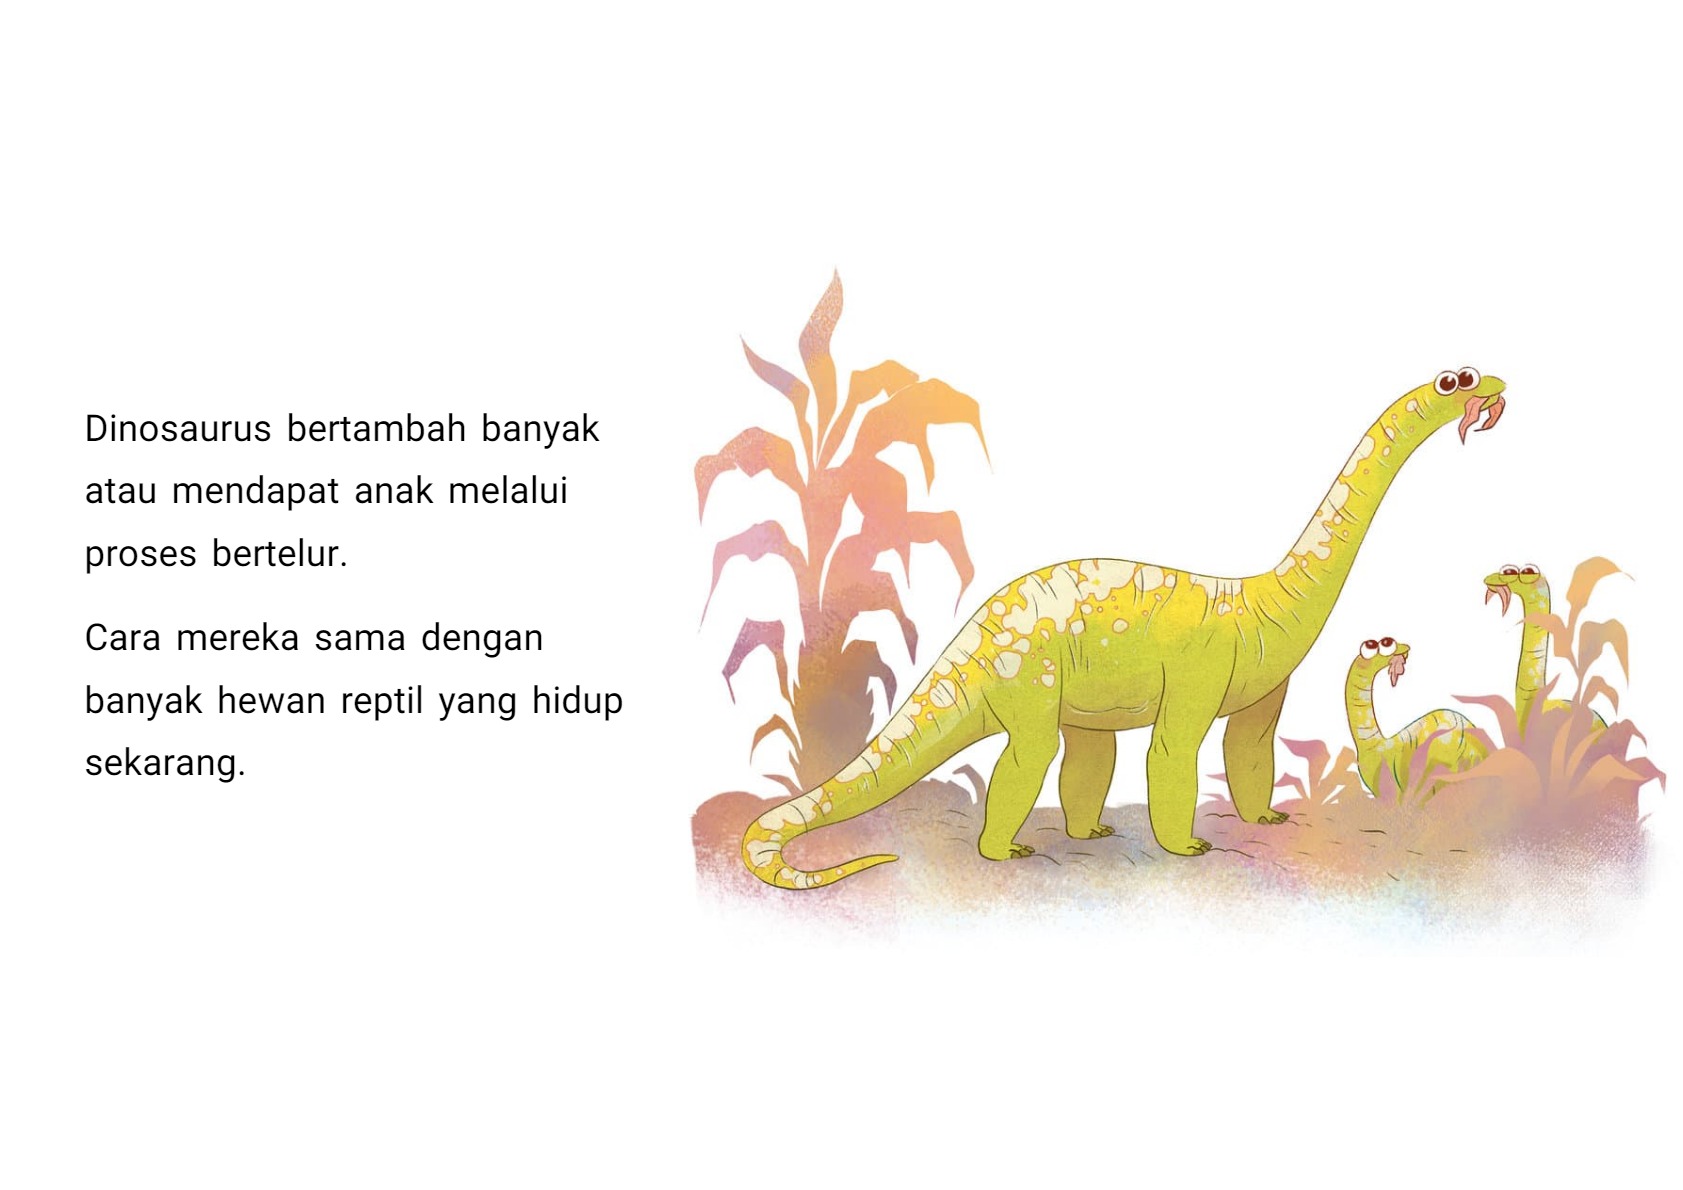 Dinosaurus bertambah banyak
atau mendapat anak melalui
proses bertelur.
Cara mereka sama dengan
banyak hewan reptil yang hidup
sekarang.